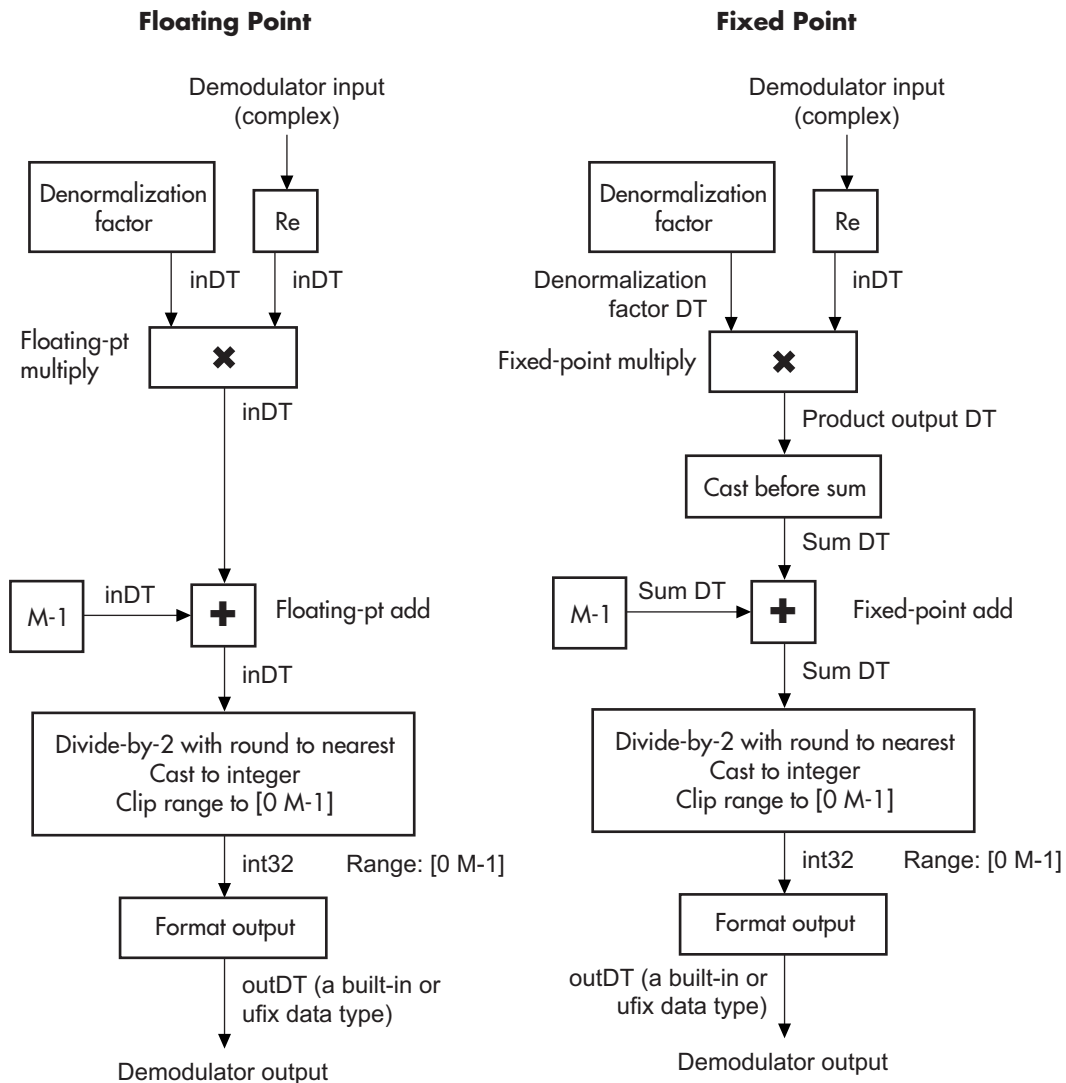 Floating Point
Demodulator input
(complex)
Denormalization
factor
Re
inDT
inDT
Floating-pt
multiply
inDT
M-1
inDT
Floating-pt add
inDT
Divide-by-2 with round to nearest
Cast to integer
Clip range to [0 M-1]
int32
Range: [0 M-1]
Format output
outDT (a built-in or
ufix data type)
Demodulator output
Fixed Point
Demodulator input
(complex)
Denormalization
factor
Re
Denormalization
factor DT
inDT
Fixed-point multiply
Product output DT
Cast before sum
Sum DT
M-1
Sum DT
Fixed-point add
Sum DT
Divide-by-2 with round to nearest
Cast to integer
Clip range to [0 M-1]
int32
Range: [0 M-1]
Format output
outDT (a built-in or
ufix data type)
Demodulator output